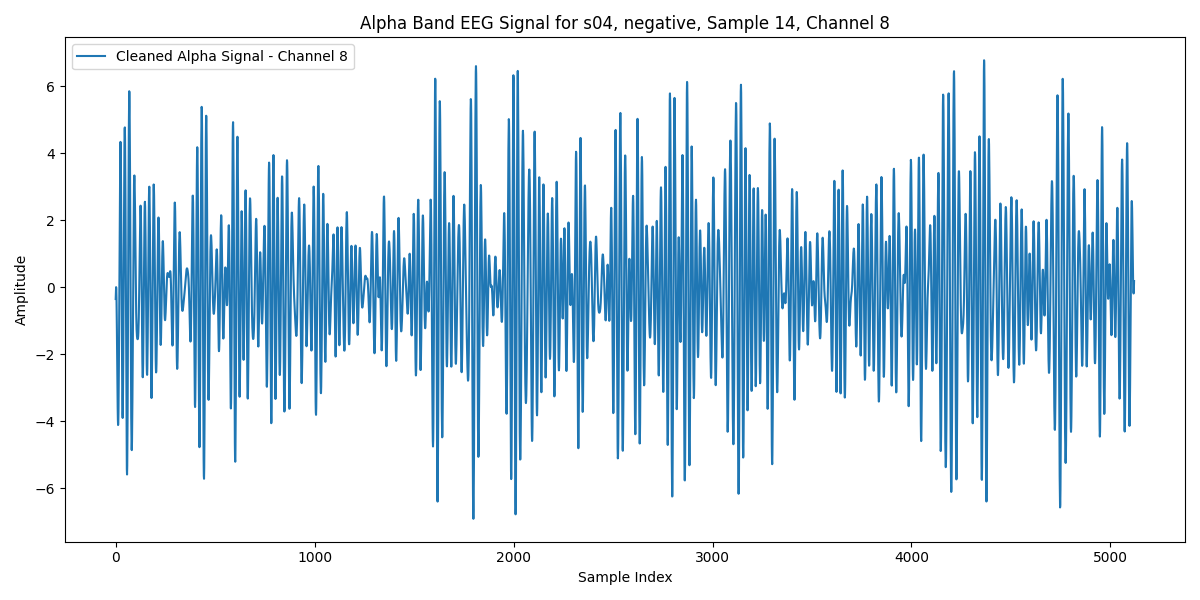 Alpha Band EEG Signal for s04, negative, Sample 14, Channel 8
Cleaned Alpha Signal - Channel 8
6
4
2
0
−2
−4
−6
Amplitude
0 1000 2000 3000 4000 5000
Sample Index